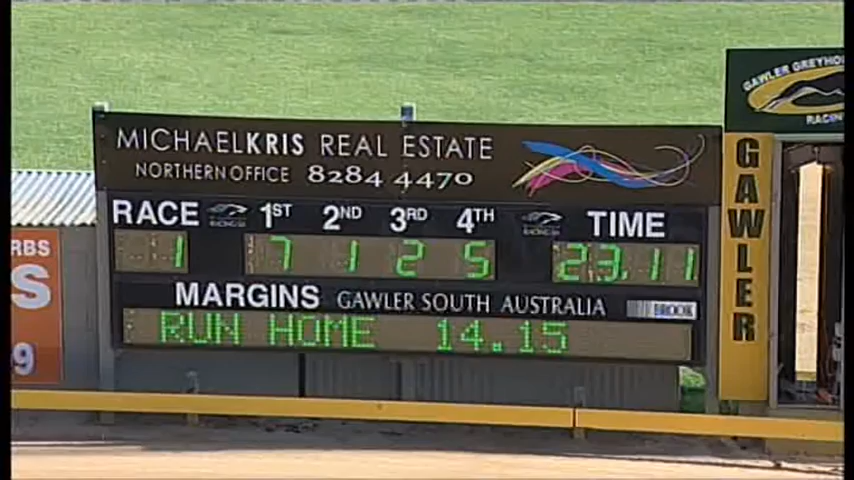 GAWLER GREYHO
RACIN
MICHAELKRIS REAL ESTATE
NORTHERN OFFICE 8284 4470
RACE 1ST 2ND 3RD 4TH TIME
1 7 1 2 5 23.11
MARGINS GAWLER SOUTH AUSTRALIA BROOK
RUN HOME 14.15
GAWLER
RBS
S
9